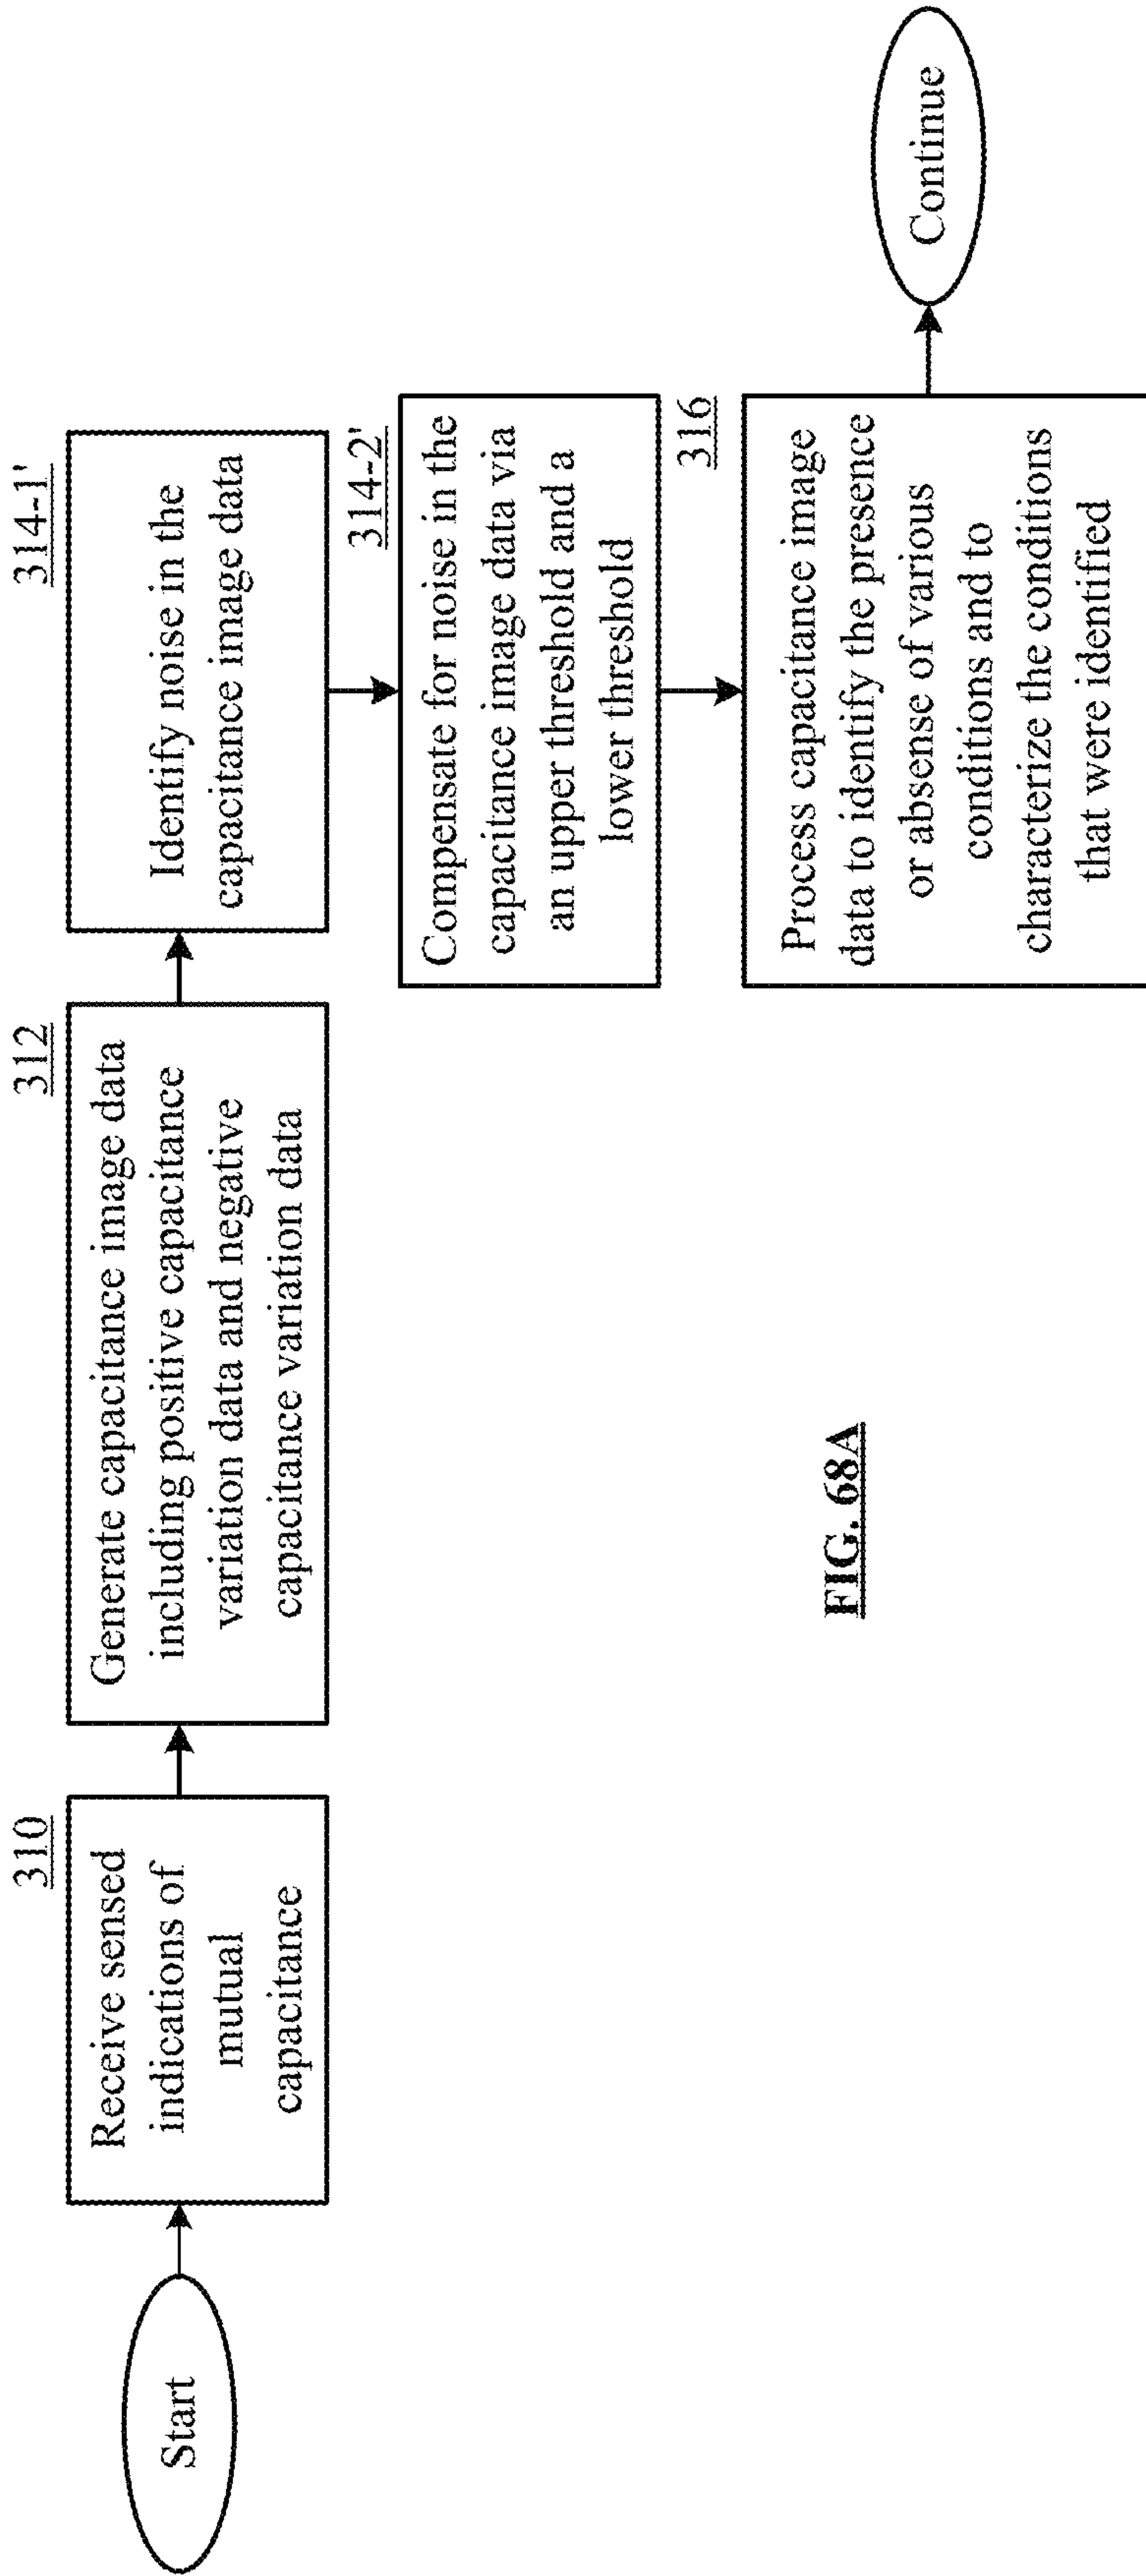 Start
310
Receive sensed
indications of
mutual
capacitance
312
Generate capacitance image data
including positive capacitance
variation data and negative
capacitance variation data
314-1'
Identify noise in the
capacitance image data
314-2'
Compensate for noise in the
capacitance image data via
an upper threshold and a
lower threshold
316
Process capacitance image
data to identify the presence
or absense of various
conditions and to
characterize the conditions
that were identified
Continue
FIG. 68A